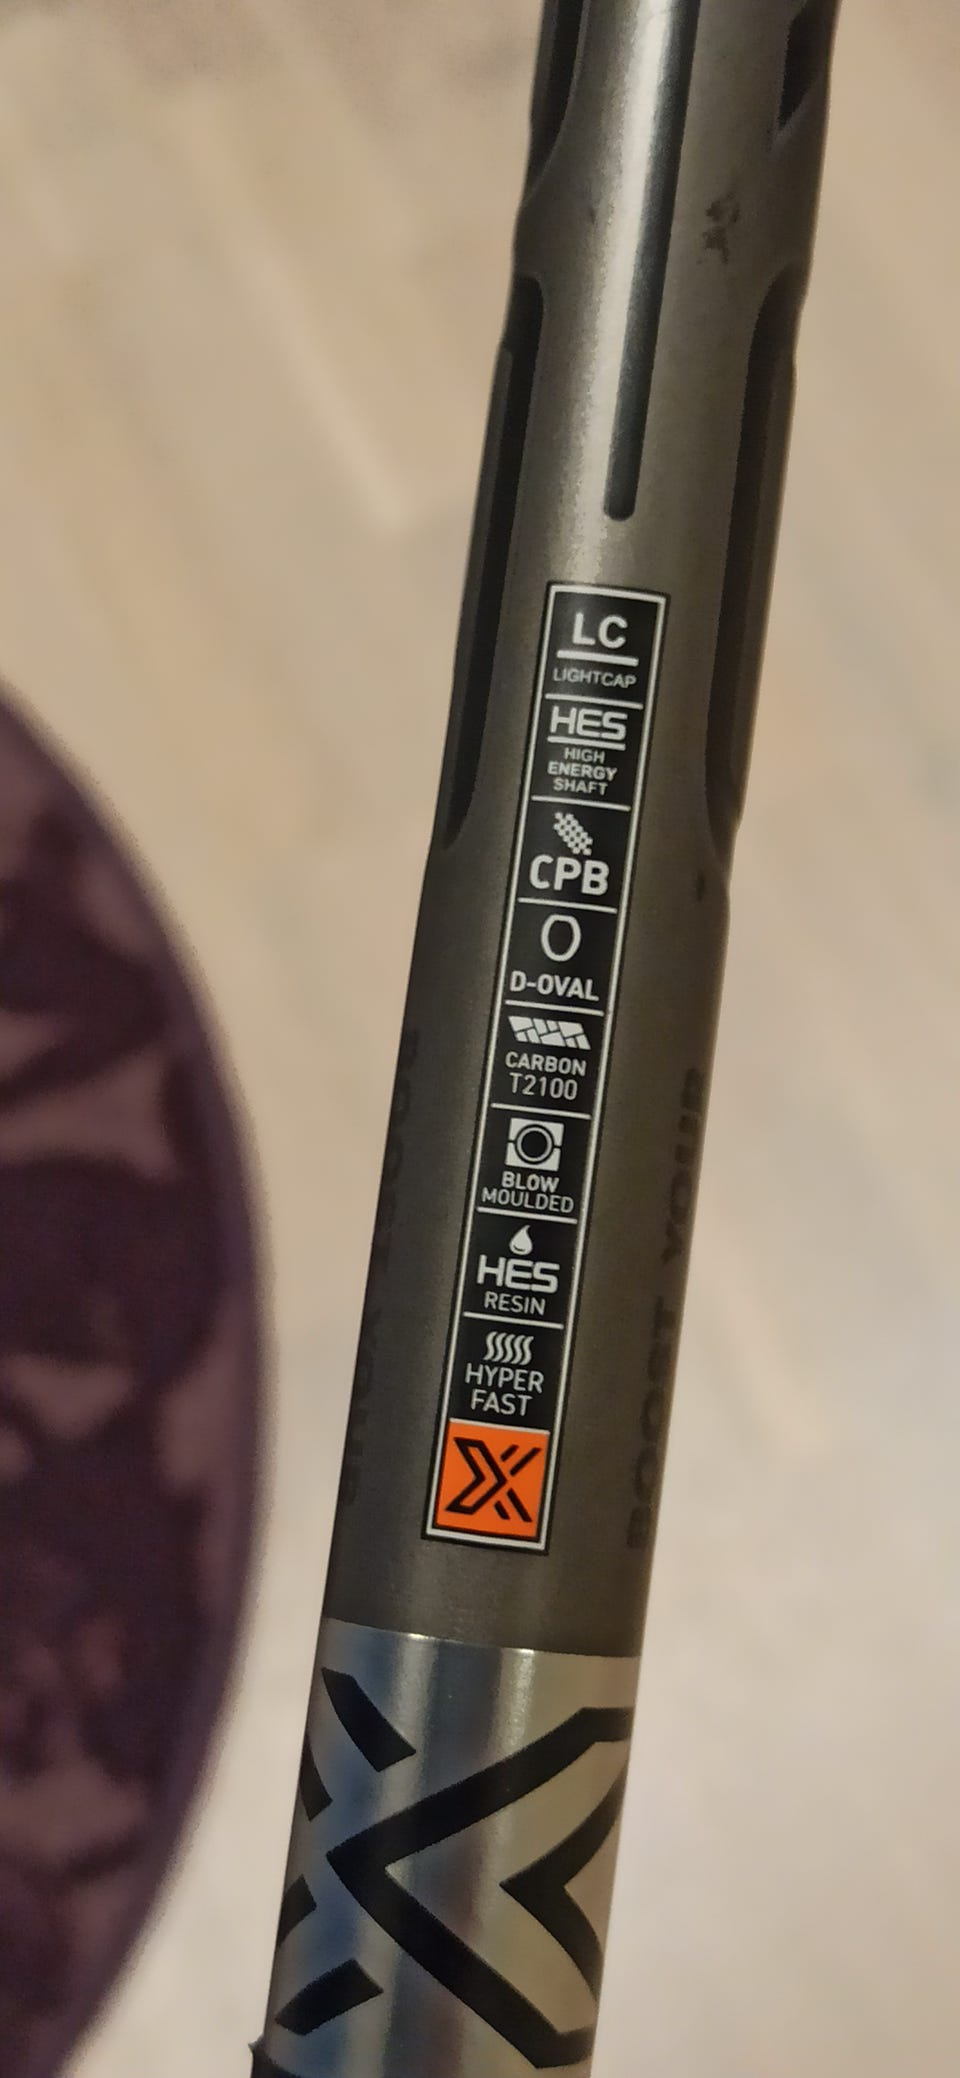 LC
LIGHTCAP
HES
HIGH
ENERGY
SHAFT
CPB
D-OVAL
CARBON
T2100
BLOW
MOULDED
HES
RESIN
HYPER
FAST
X
BOOST YOUR